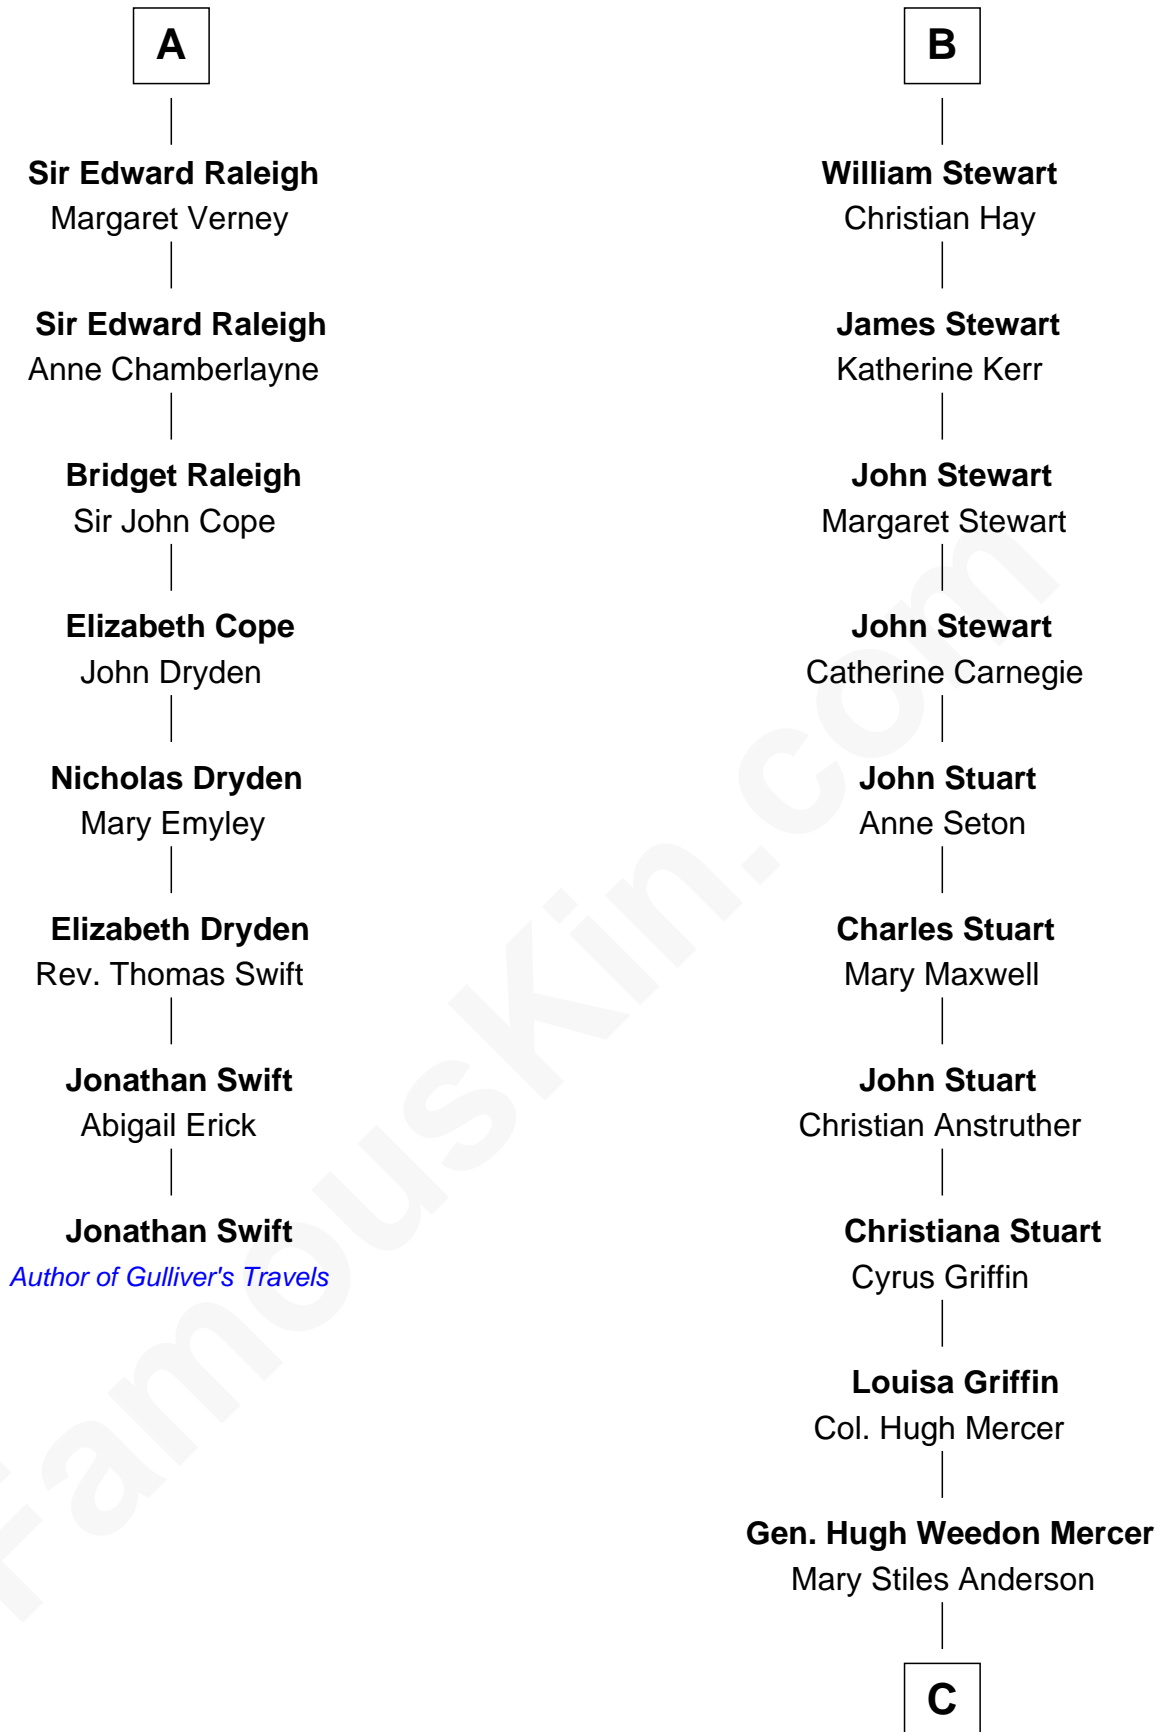 A
Sir Edward Raleigh
Margaret Verney
Sir Edward Raleigh
Anne Chamberlayne
Bridget Raleigh
Sir John Cope
Elizabeth Cope
John Dryden
Nicholas Dryden
Mary Emyley
Elizabeth Dryden
Rev. Thomas Swift
Jonathan Swift
Abigail Erick
Jonathan Swift
Author of Gulliver's Travels
B
William Stewart
Christian Hay
James Stewart
Katherine Kerr
John Stewart
Margaret Stewart
John Stewart
Catherine Carnegie
John Stuart
Anne Seton
Charles Stuart
Mary Maxwell
John Stuart
Christian Anstruther
Christiana Stuart
Cyrus Griffin
Louisa Griffin
Col. Hugh Mercer
Gen. Hugh Weedon Mercer
Mary Stiles Anderson
C
FamousKin.com